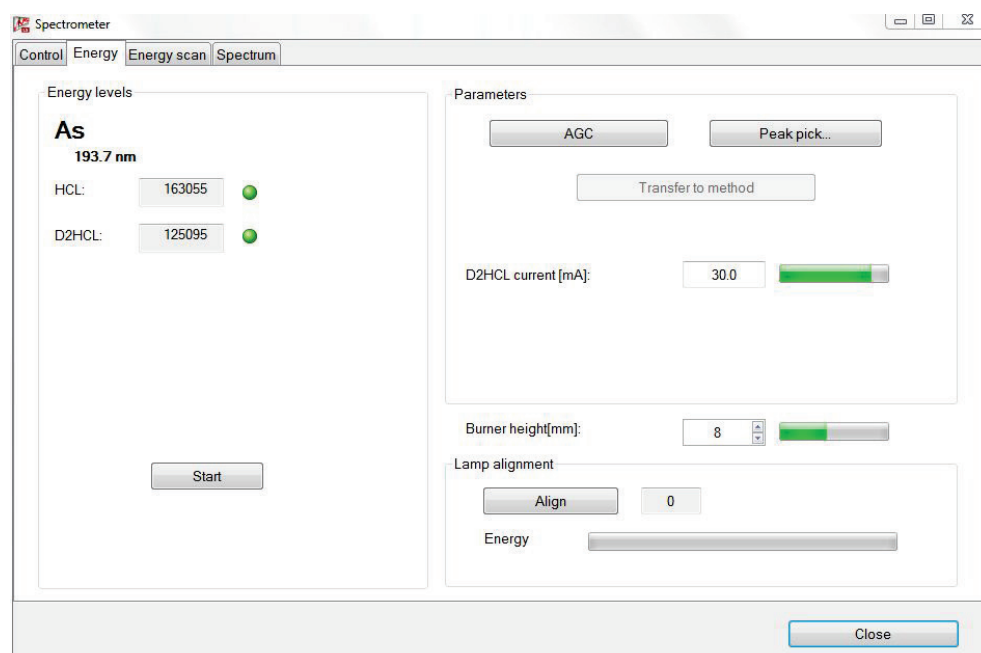 Spectrometer
Control Energy Energy scan Spectrum
Energy levels
As
193.7 nm
HCL: 163055
D2HCL: 125095
Start
Parameters
AGC Peak pick...
Transfer to method
D2HCL current [mA]: 30.0
Burner height[mm]: 8
Lamp alignment
Align 0
Energy
Close